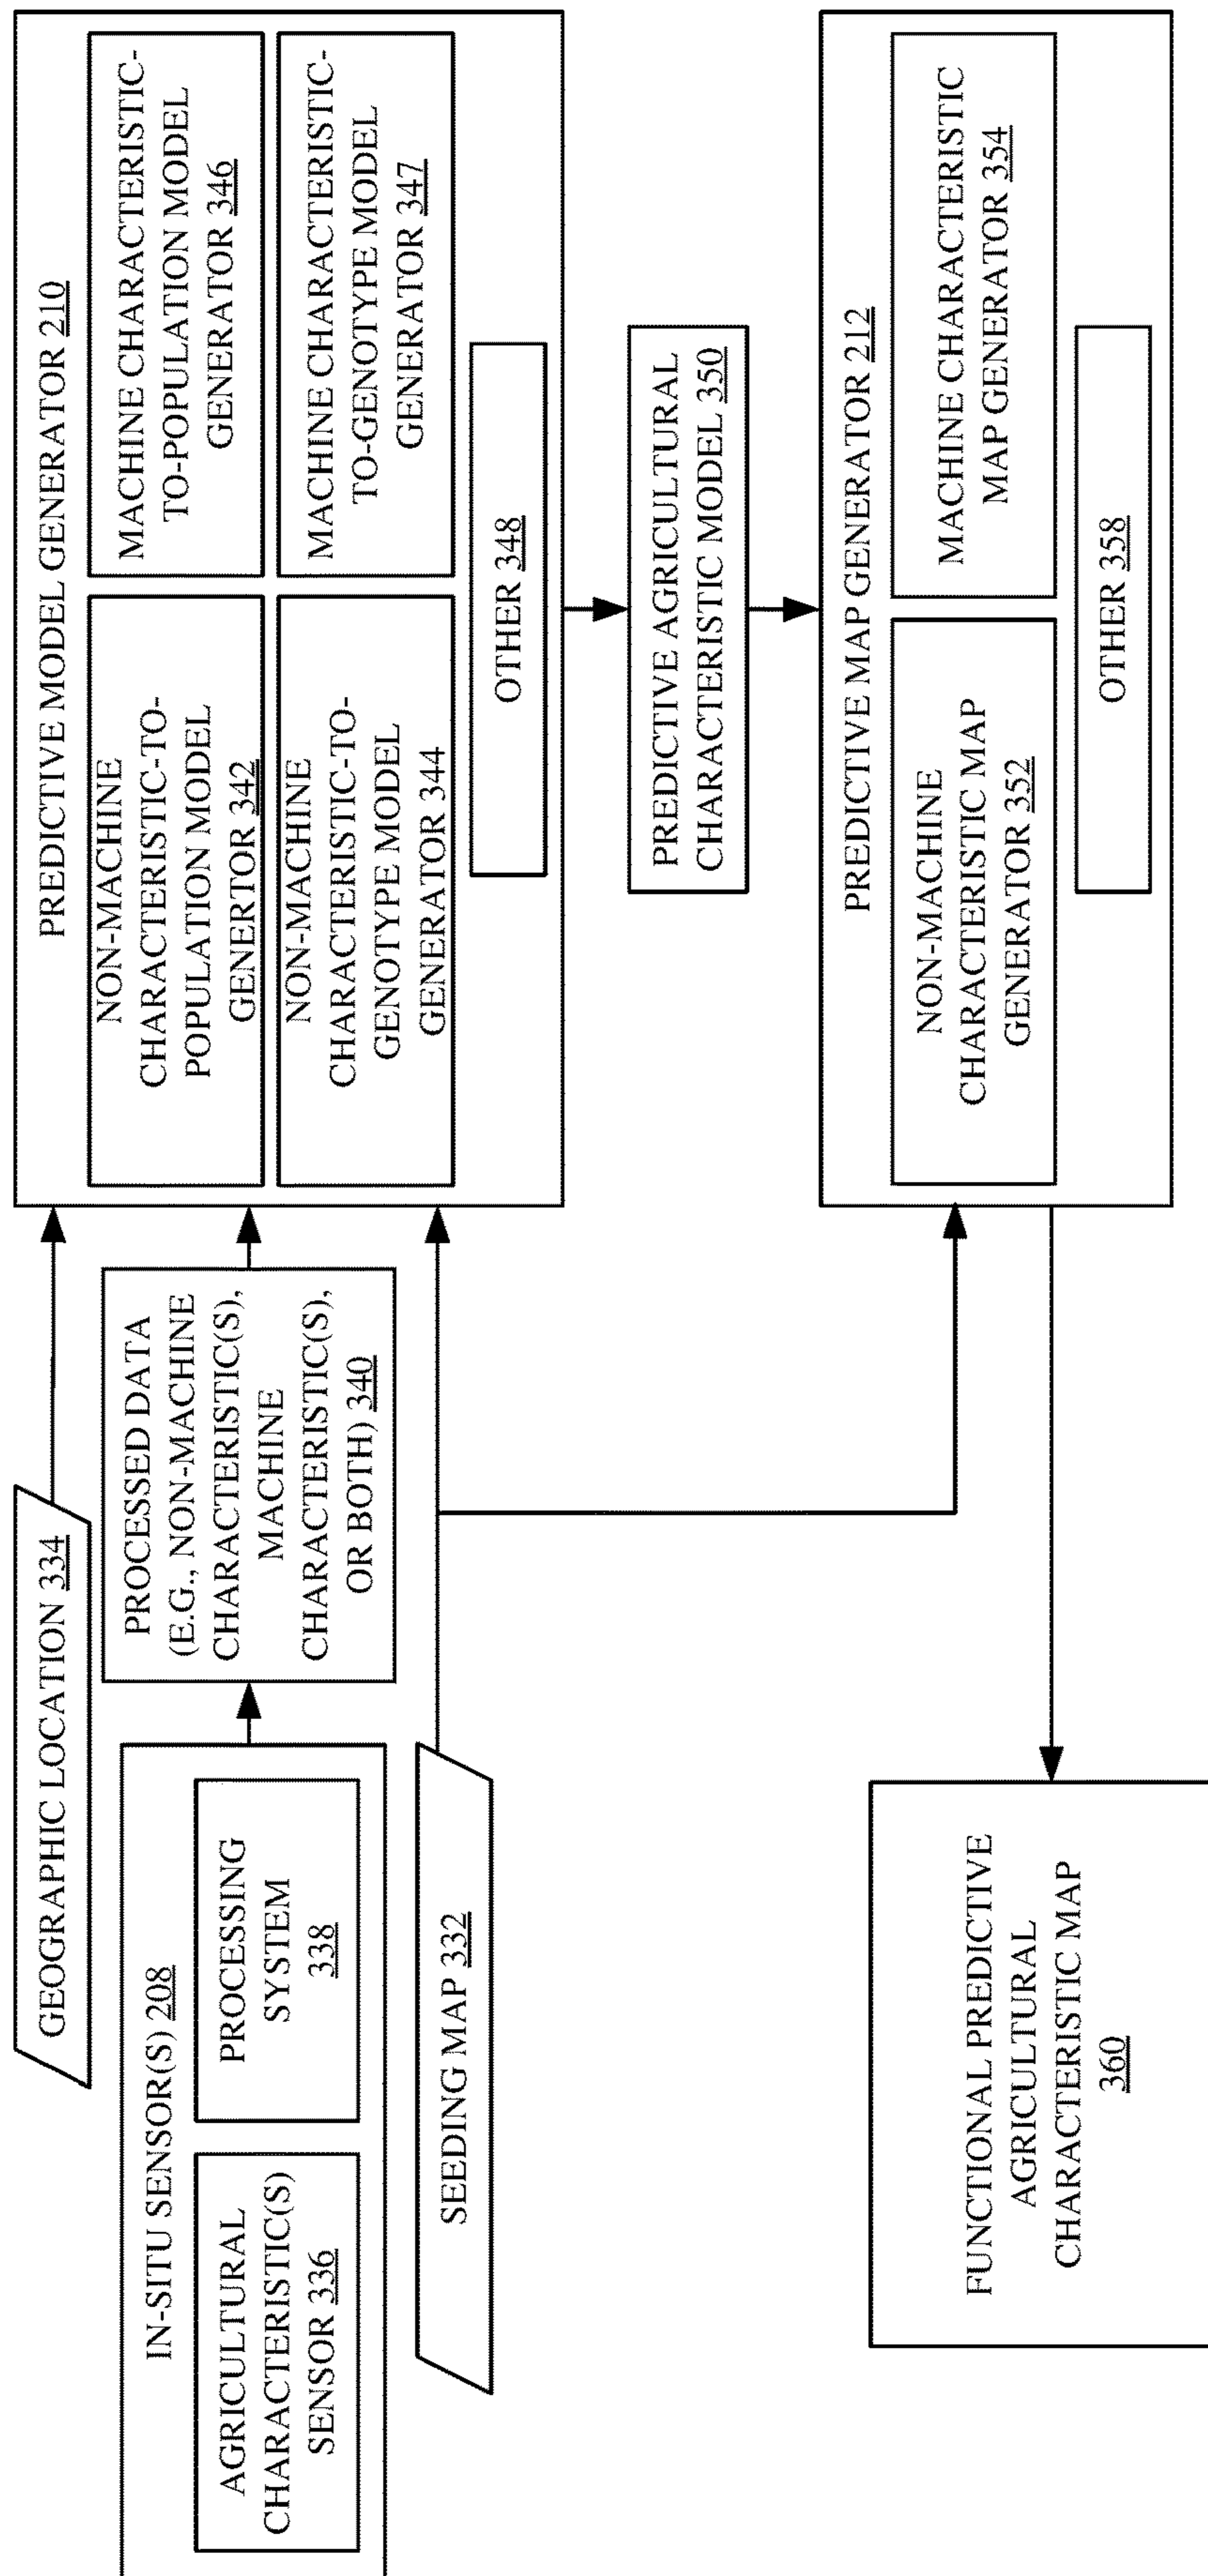 GEOGRAPHIC LOCATION 334
IN-SITU SENSOR(S) 208
AGRICULTURAL
CHARACTERISTIC(S)
SENSOR 336
PROCESSING
SYSTEM
338
SEEDING MAP 332
PROCESSED DATA
(E.G., NON-MACHINE
CHARACTERISTIC(S),
MACHINE
CHARACTERISTIC(S),
OR BOTH) 340
PREDICTIVE MODEL GENERATOR 210
NON-MACHINE
CHARACTERISTIC-TO-
POPULATION MODEL
GENERTOR 342
MACHINE CHARACTERISTIC-
TO-POPULATION MODEL
GENERATOR 346
NON-MACHINE
CHARACTERISTIC-TO-
GENOTYPE MODEL
GENERATOR 344
MACHINE CHARACTERISTIC-
TO-GENOTYPE MODEL
GENERATOR 347
OTHER 348
PREDICTIVE AGRICULTURAL
CHARACTERISTIC MODEL 350
PREDICTIVE MAP GENERATOR 212
NON-MACHINE
CHARACTERISTIC MAP
GENERATOR 352
MACHINE CHARACTERISTIC
MAP GENERATOR 354
OTHER 358
FUNCTIONAL PREDICTIVE
AGRICULTURAL
CHARACTERISTIC MAP
360